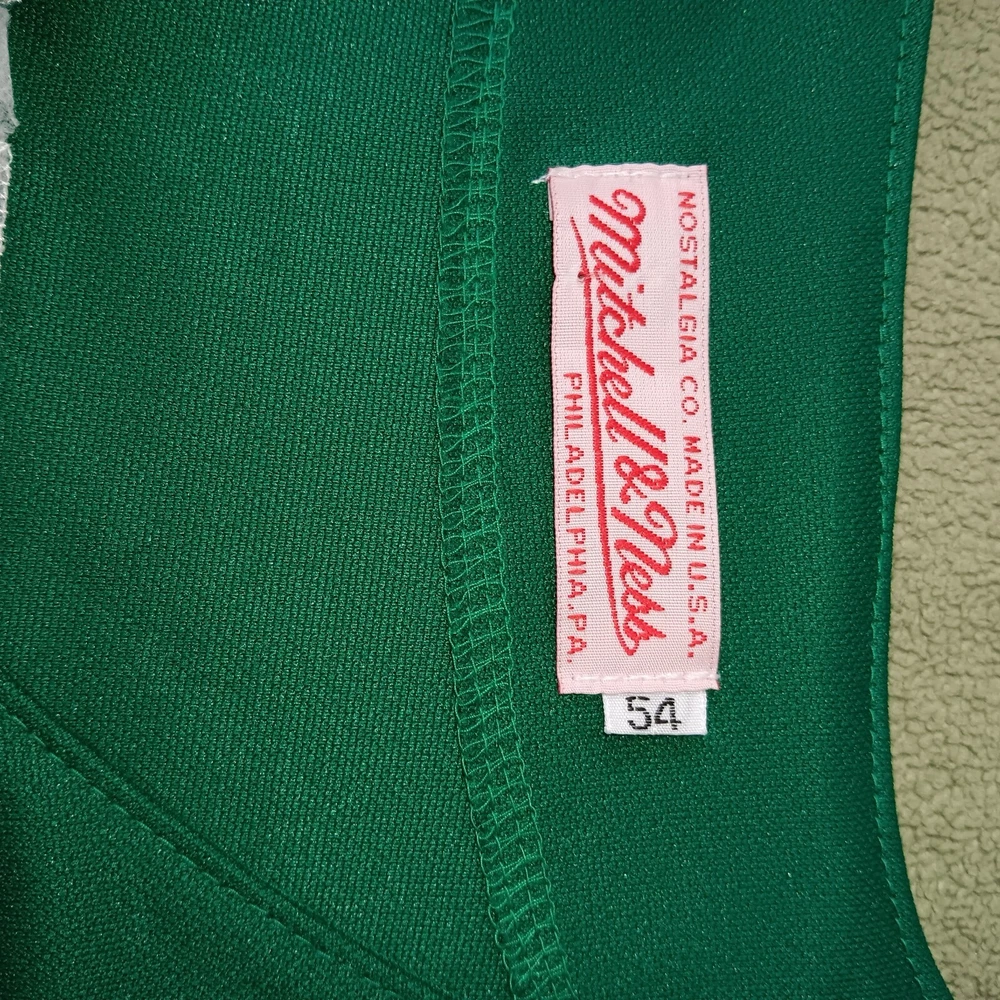 NOSTALGIA CO. MADE IN U.S.A.
Mitchell & Ness
PHILADELPHIA.PA.
54